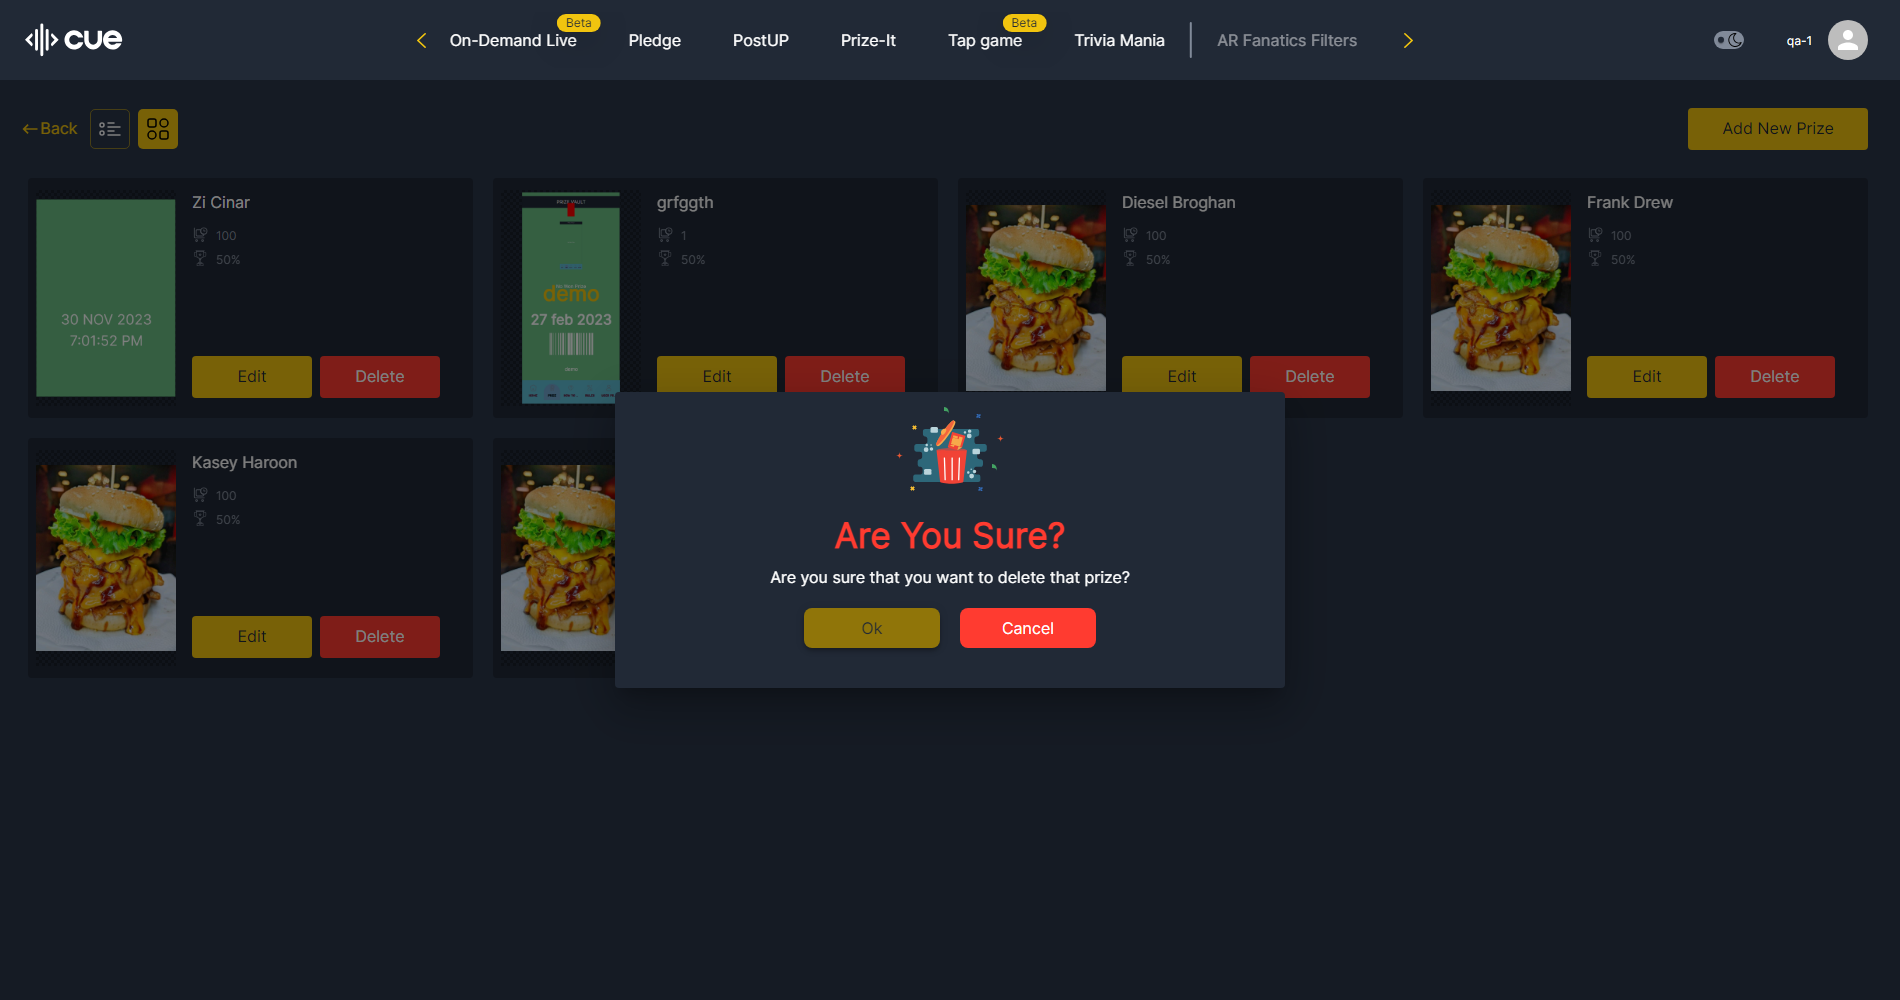 cue
On-Demand Live
Beta
Pledge
PostUP
Prize-It
Tap game
Beta
Trivia Mania
AR Fanatics Filters
qa-1
Back
Add New Prize
30 NOV 2023
7:01:52 PM
Zi Cinar
100
50%
Edit
Delete
PRIZE VAULT
demo
27 feb 2023
demo
grfggth
1
50%
Edit
Delete
Diesel Broghan
100
50%
Edit
Delete
Frank Drew
100
50%
Edit
Delete
Kasey Haroon
100
50%
Edit
Delete
Are You Sure?
Are you sure that you want to delete that prize?
Ok
Cancel